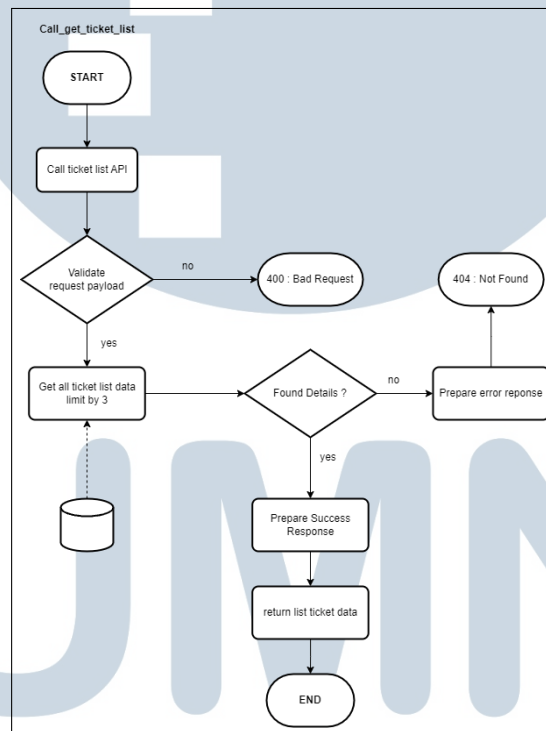 Call_get_ticket_list
START
Call ticket list API
Validate
request payload
no
400 : Bad Request
404 : Not Found
yes
Get all ticket list data
limit by 3
Found Details ?
no
Prepare error reponse
yes
Prepare Success
Response
return list ticket data
END
UMN